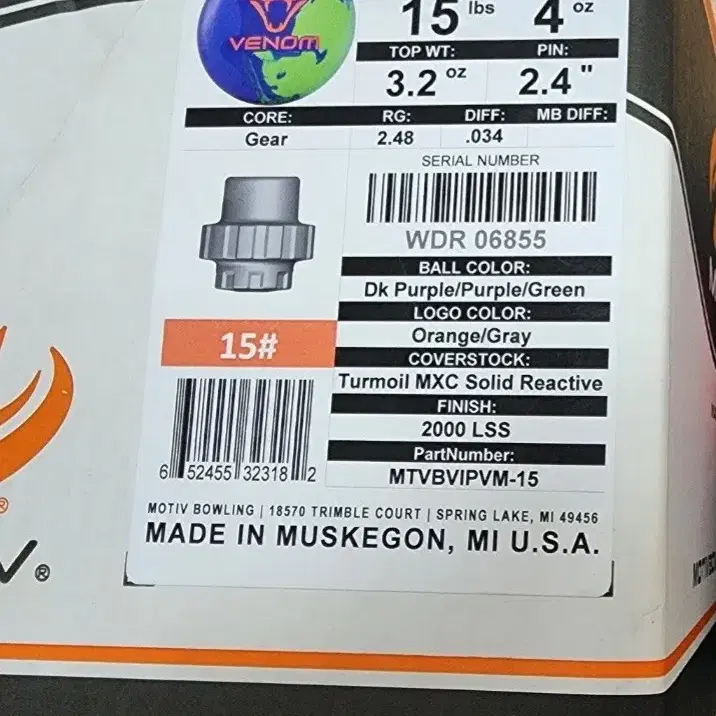 VENOM
15 lbs 4 oz
TOP WT: PIN:
3.2 oz 2.4"
CORE: RG: DIFF: MB DIFF:
Gear 2.48 .034
SERIAL NUMBER
WDR 06855
BALL COLOR:
Dk Purple/Purple/Green
LOGO COLOR:
Orange/Gray
15#
COVERSTOCK:
Turmoil MXC Solid Reactive
FINISH:
2000 LSS
PartNumber:
6 52455 32318 2
MTVBVIPVM-15
MOTIV BOWLING | 18570 TRIMBLE COURT | SPRING LAKE, MI 49456
MADE IN MUSKEGON, MI U.S.A.
®
V®